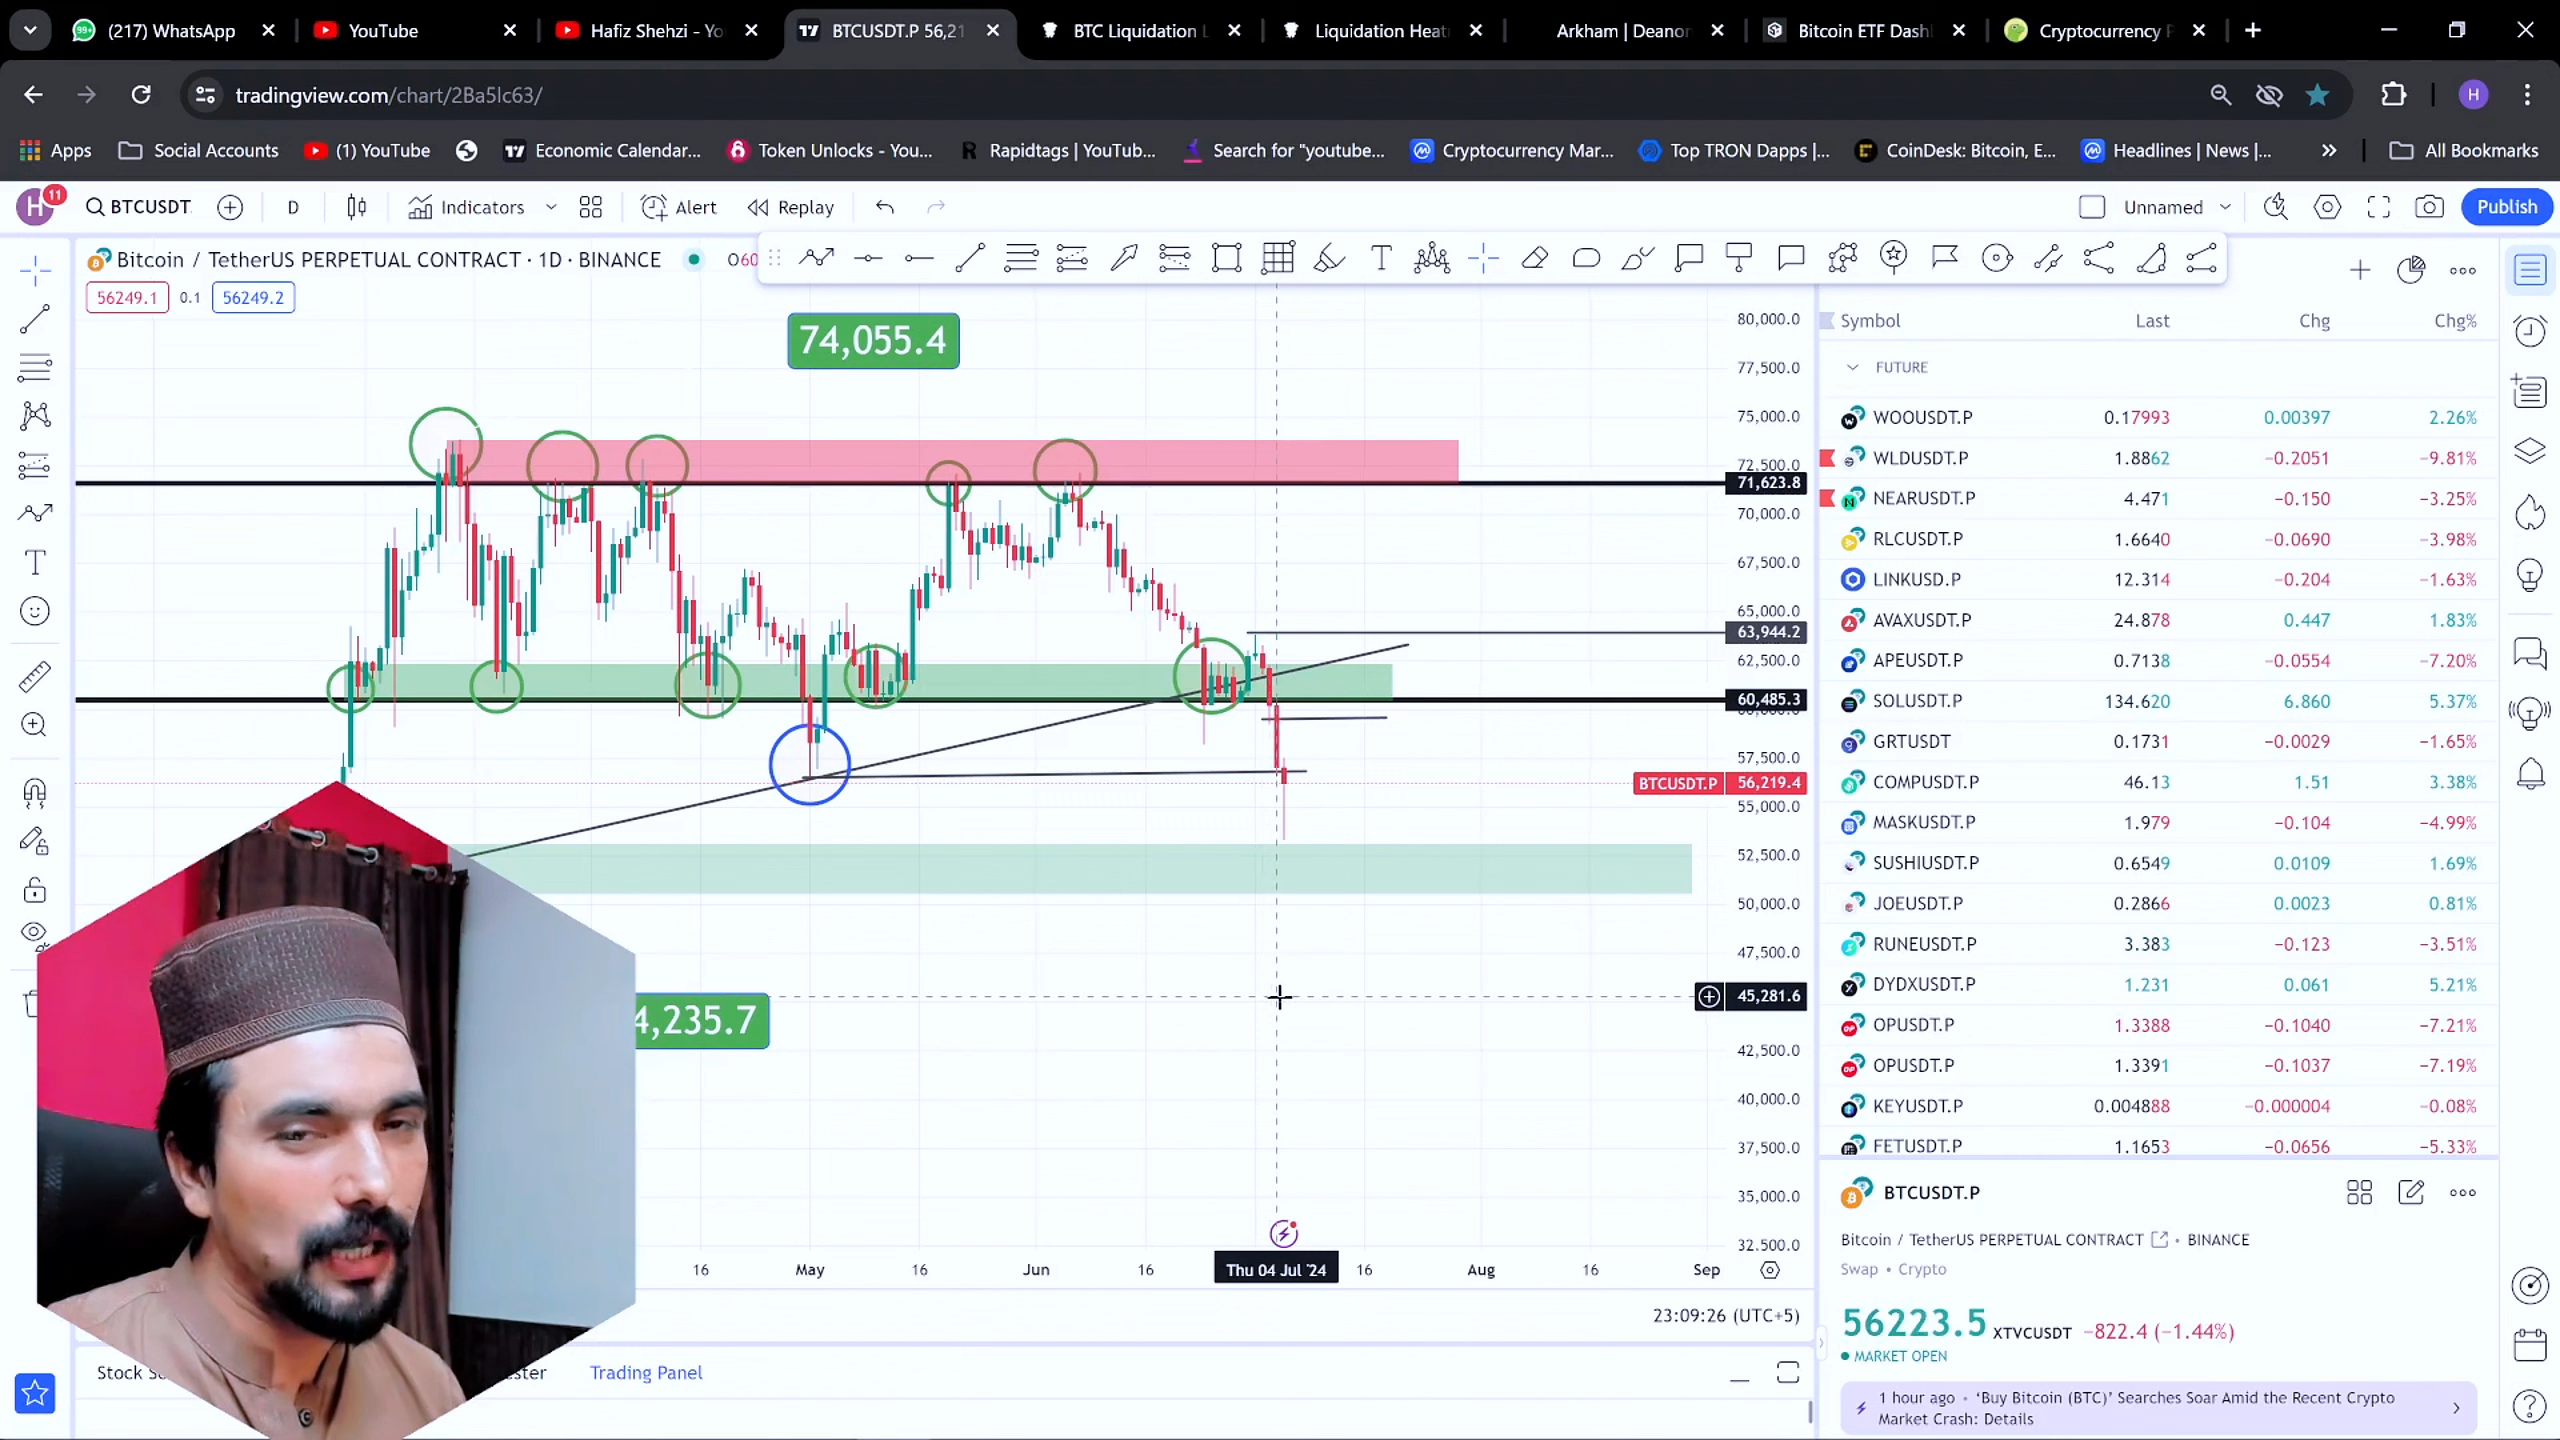 99+ (217) WhatsApp
YouTube
Hafiz Shehzi - Yo
BTCUSDT.P 56,21
BTC Liquidation L
Liquidation Heat
Arkham | Deanon
Bitcoin ETF Dash
Cryptocurrency P
tradingview.com/chart/2Ba5lc63/
H
Apps
Social Accounts
(1) YouTube
Economic Calendar...
Token Unlocks - You...
Rapidtags | YouTub...
Search for "youtube...
Cryptocurrency Mar...
Top TRON Dapps |...
CoinDesk: Bitcoin, E...
Headlines | News |...
All Bookmarks
H 11
BTCUSDT.
D
Indicators
Alert
Replay
Unnamed
Publish
Bitcoin / TetherUS PERPETUAL CONTRACT · 1D · BINANCE
O60
56249.1 0.1 56249.2
74,055.4
80,000.0
77,500.0
75,000.0
72,500.0
71,623.8
70,000.0
67,500.0
65,000.0
63,944.2
62,500.0
60,485.3
57,500.0
BTCUSDT.P 56,219.4
55,000.0
52,500.0
50,000.0
47,500.0
45,281.6
4,235.7
42,500.0
40,000.0
37,500.0
35,000.0
32,500.0
16 May 16 Jun 16 Thu 04 Jul '24 16 Aug 16 Sep
23:09:26 (UTC+5)
Stock Sc
ester
Trading Panel
Symbol Last Chg Chg%
FUTURE
WOOUSDT.P 0.17993 0.00397 2.26%
WLDUSDT.P 1.8862 −0.2051 −9.81%
NEARUSDT.P 4.471 −0.150 −3.25%
RLCUSDT.P 1.6640 −0.0690 −3.98%
LINKUSD.P 12.314 −0.204 −1.63%
AVAXUSDT.P 24.878 0.447 1.83%
APEUSDT.P 0.7138 −0.0554 −7.20%
SOLUSDT.P 134.620 6.860 5.37%
GRTUSDT 0.1731 −0.0029 −1.65%
COMPUSDT.P 46.13 1.51 3.38%
MASKUSDT.P 1.979 −0.104 −4.99%
SUSHIUSDT.P 0.6549 0.0109 1.69%
JOEUSDT.P 0.2866 0.0023 0.81%
RUNEUSDT.P 3.383 −0.123 −3.51%
DYDXUSDT.P 1.231 0.061 5.21%
OPUSDT.P 1.3388 −0.1040 −7.21%
OPUSDT.P 1.3391 −0.1037 −7.19%
KEYUSDT.P 0.004888 −0.000004 −0.08%
FETUSDT.P 1.1653 −0.0656 −5.33%
BTCUSDT.P
Bitcoin / TetherUS PERPETUAL CONTRACT • BINANCE
Swap • Crypto
56223.5 XTVCUSDT −822.4 (−1.44%)
MARKET OPEN
1 hour ago • ‘Buy Bitcoin (BTC)’ Searches Soar Amid the Recent Crypto
Market Crash: Details